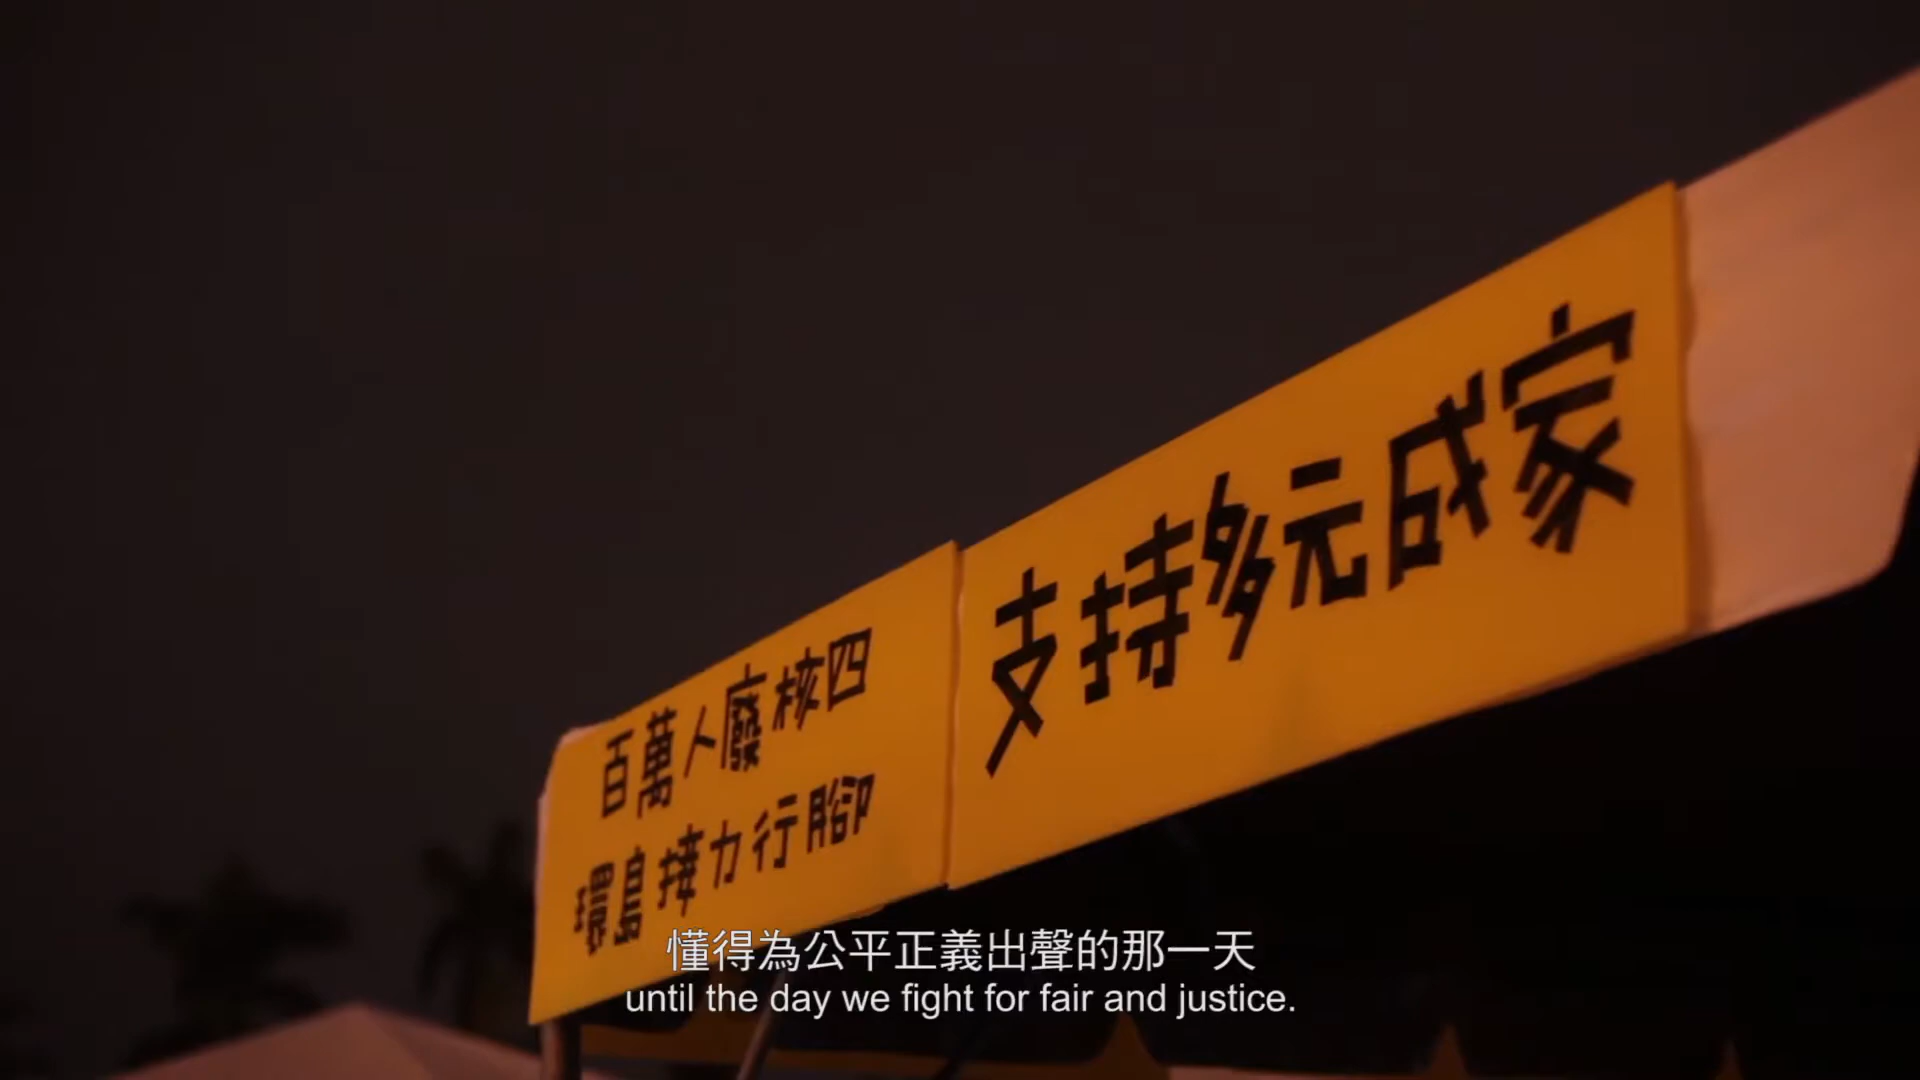 百萬人廢核四
環島接力行腳
支持多元成家
懂得為公平正義出聲的那一天
until the day we fight for fair and justice.